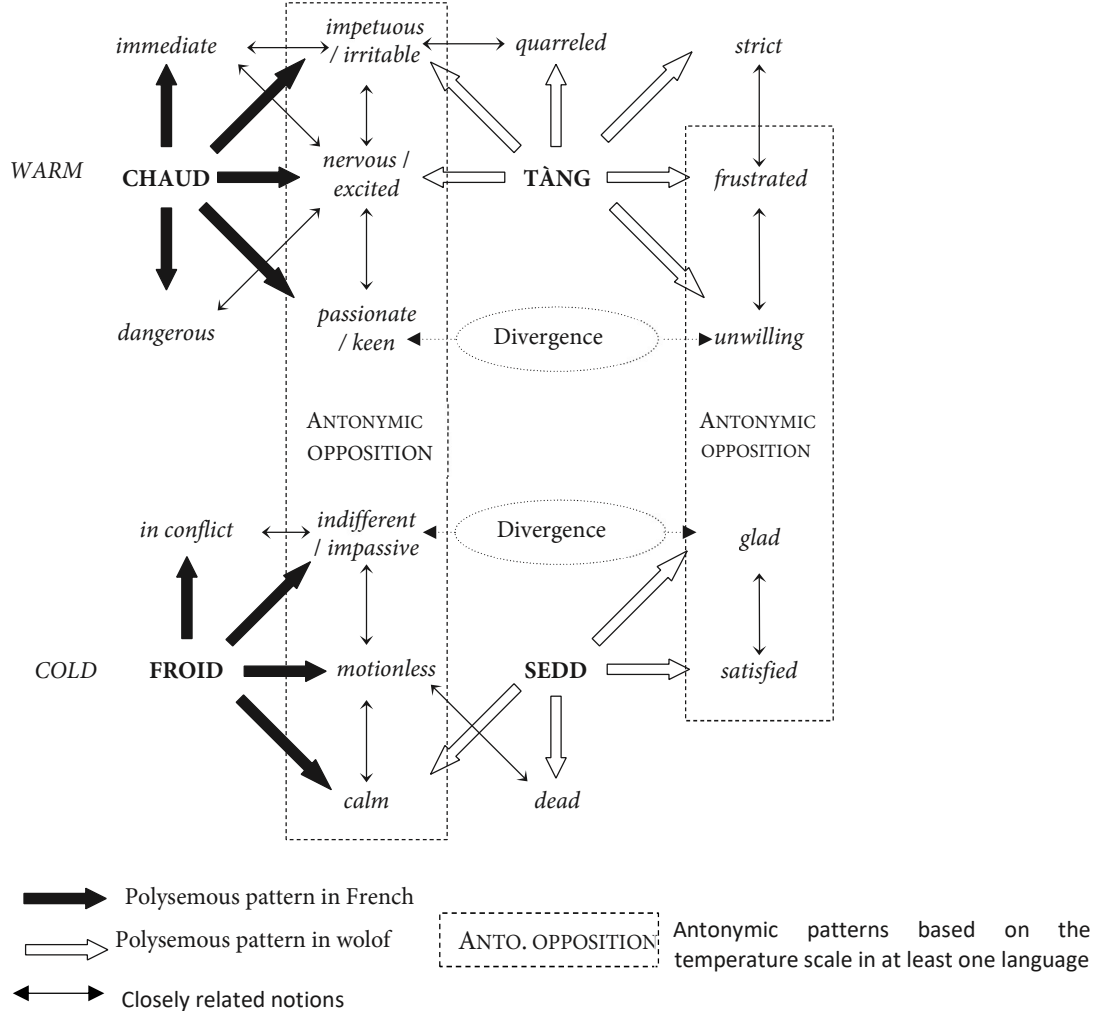 immediate
impetuous
/ irritable
quarreled
strict
WARM
CHAUD
nervous /
excited
TÀNG
frustrated
dangerous
passionate
/ keen
Divergence
unwilling
ANTONYMIC
OPPOSITION
ANTONYMIC
OPPOSITION
in conflict
indifferent
/ impassive
Divergence
glad
COLD
FROID
motionless
SEDD
satisfied
calm
dead
Polysemous pattern in French
Polysemous pattern in wolof
Closely related notions
ANTO. OPPOSITION
Antonymic patterns based on the
temperature scale in at least one language